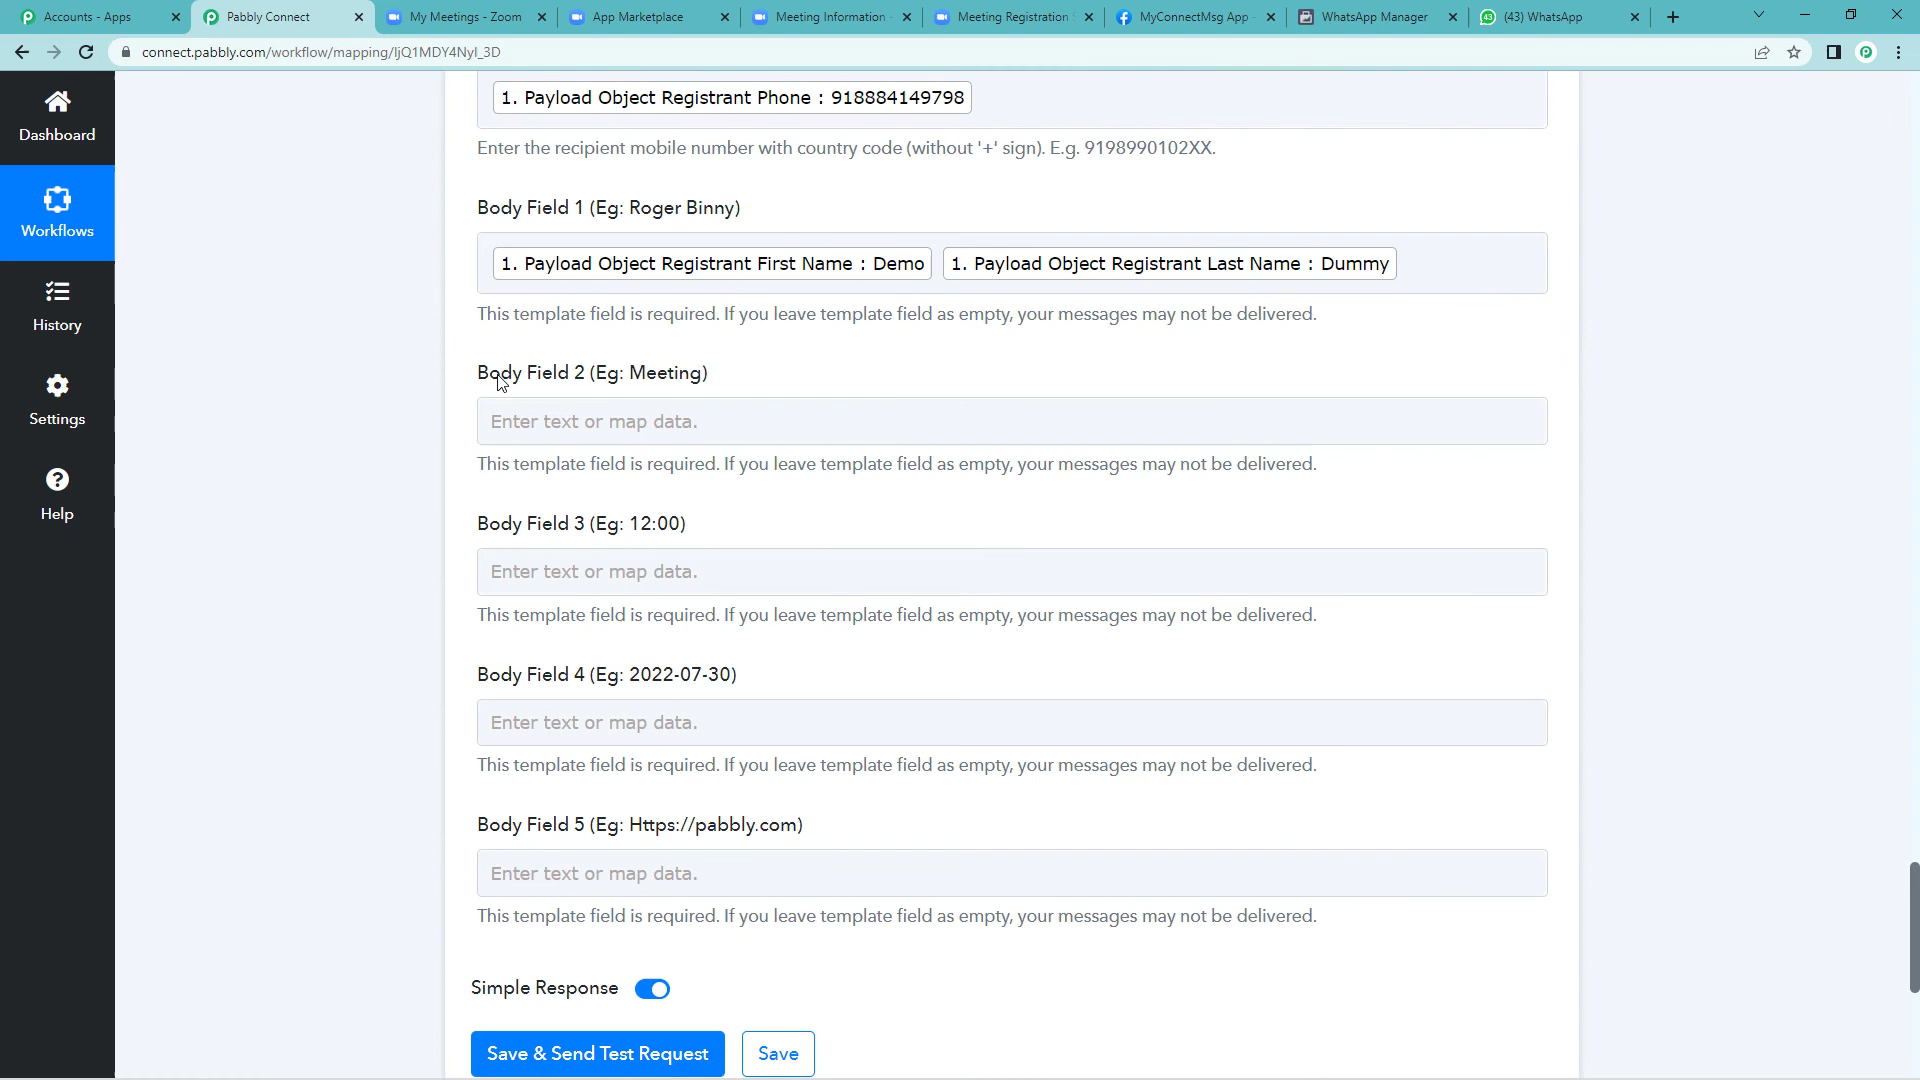 Accounts - Apps
Pabbly Connect
My Meetings - Zoom
App Marketplace
Meeting Information -
Meeting Registration
MyConnectMsg App -
WhatsApp Manager
43
(43) WhatsApp
connect.pabbly.com/workflow/mapping/IjQ1MDY4NyI_3D
Dashboard
Workflows
History
Settings
Help
1. Payload Object Registrant Phone : 918884149798
Enter the recipient mobile number with country code (without '+' sign). E.g. 9198990102XX.
Body Field 1 (Eg: Roger Binny)
1. Payload Object Registrant First Name : Demo
1. Payload Object Registrant Last Name : Dummy
This template field is required. If you leave template field as empty, your messages may not be delivered.
Body Field 2 (Eg: Meeting)
Enter text or map data.
This template field is required. If you leave template field as empty, your messages may not be delivered.
Body Field 3 (Eg: 12:00)
Enter text or map data.
This template field is required. If you leave template field as empty, your messages may not be delivered.
Body Field 4 (Eg: 2022-07-30)
Enter text or map data.
This template field is required. If you leave template field as empty, your messages may not be delivered.
Body Field 5 (Eg: Https://pabbly.com)
Enter text or map data.
This template field is required. If you leave template field as empty, your messages may not be delivered.
Simple Response
Save & Send Test Request
Save